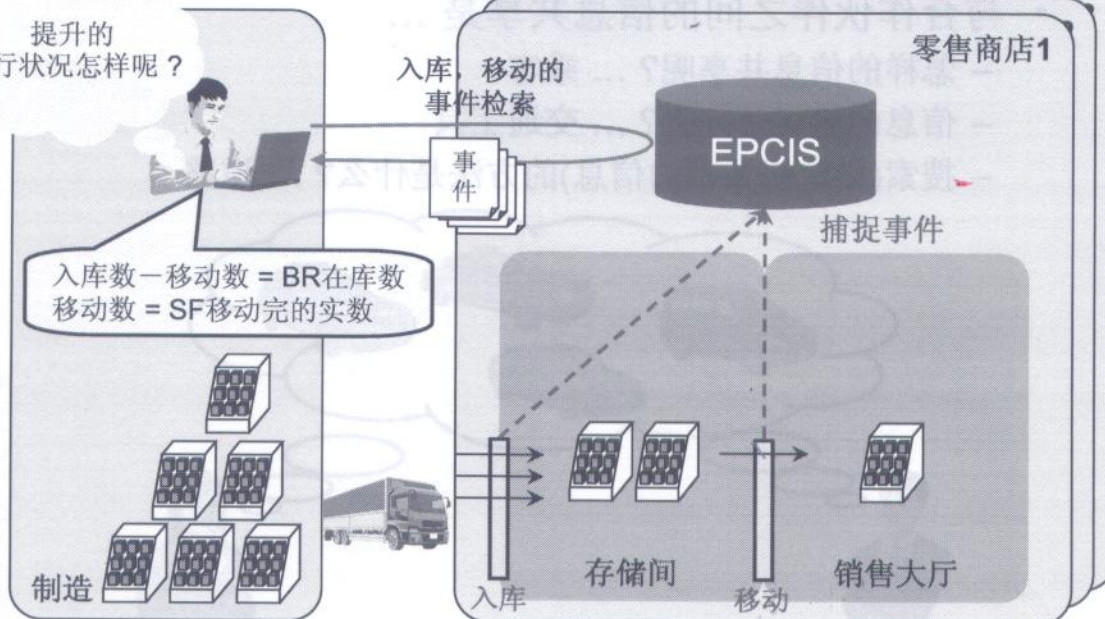 提升的
行状况怎样呢?
入库，移动的
事件检索
零售商店1
事
件
EPCIS
捕捉事件
入库数－移动数 = BR在库数
移动数 = SF移动完的实数
制造
存储间
销售大厅
入库
移动